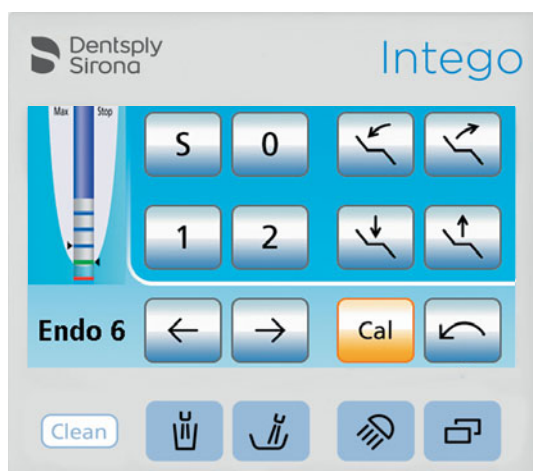 Dentsply
Sirona
Intego
Max Stop
S 0
1 2
Endo 6
Cal
Clean